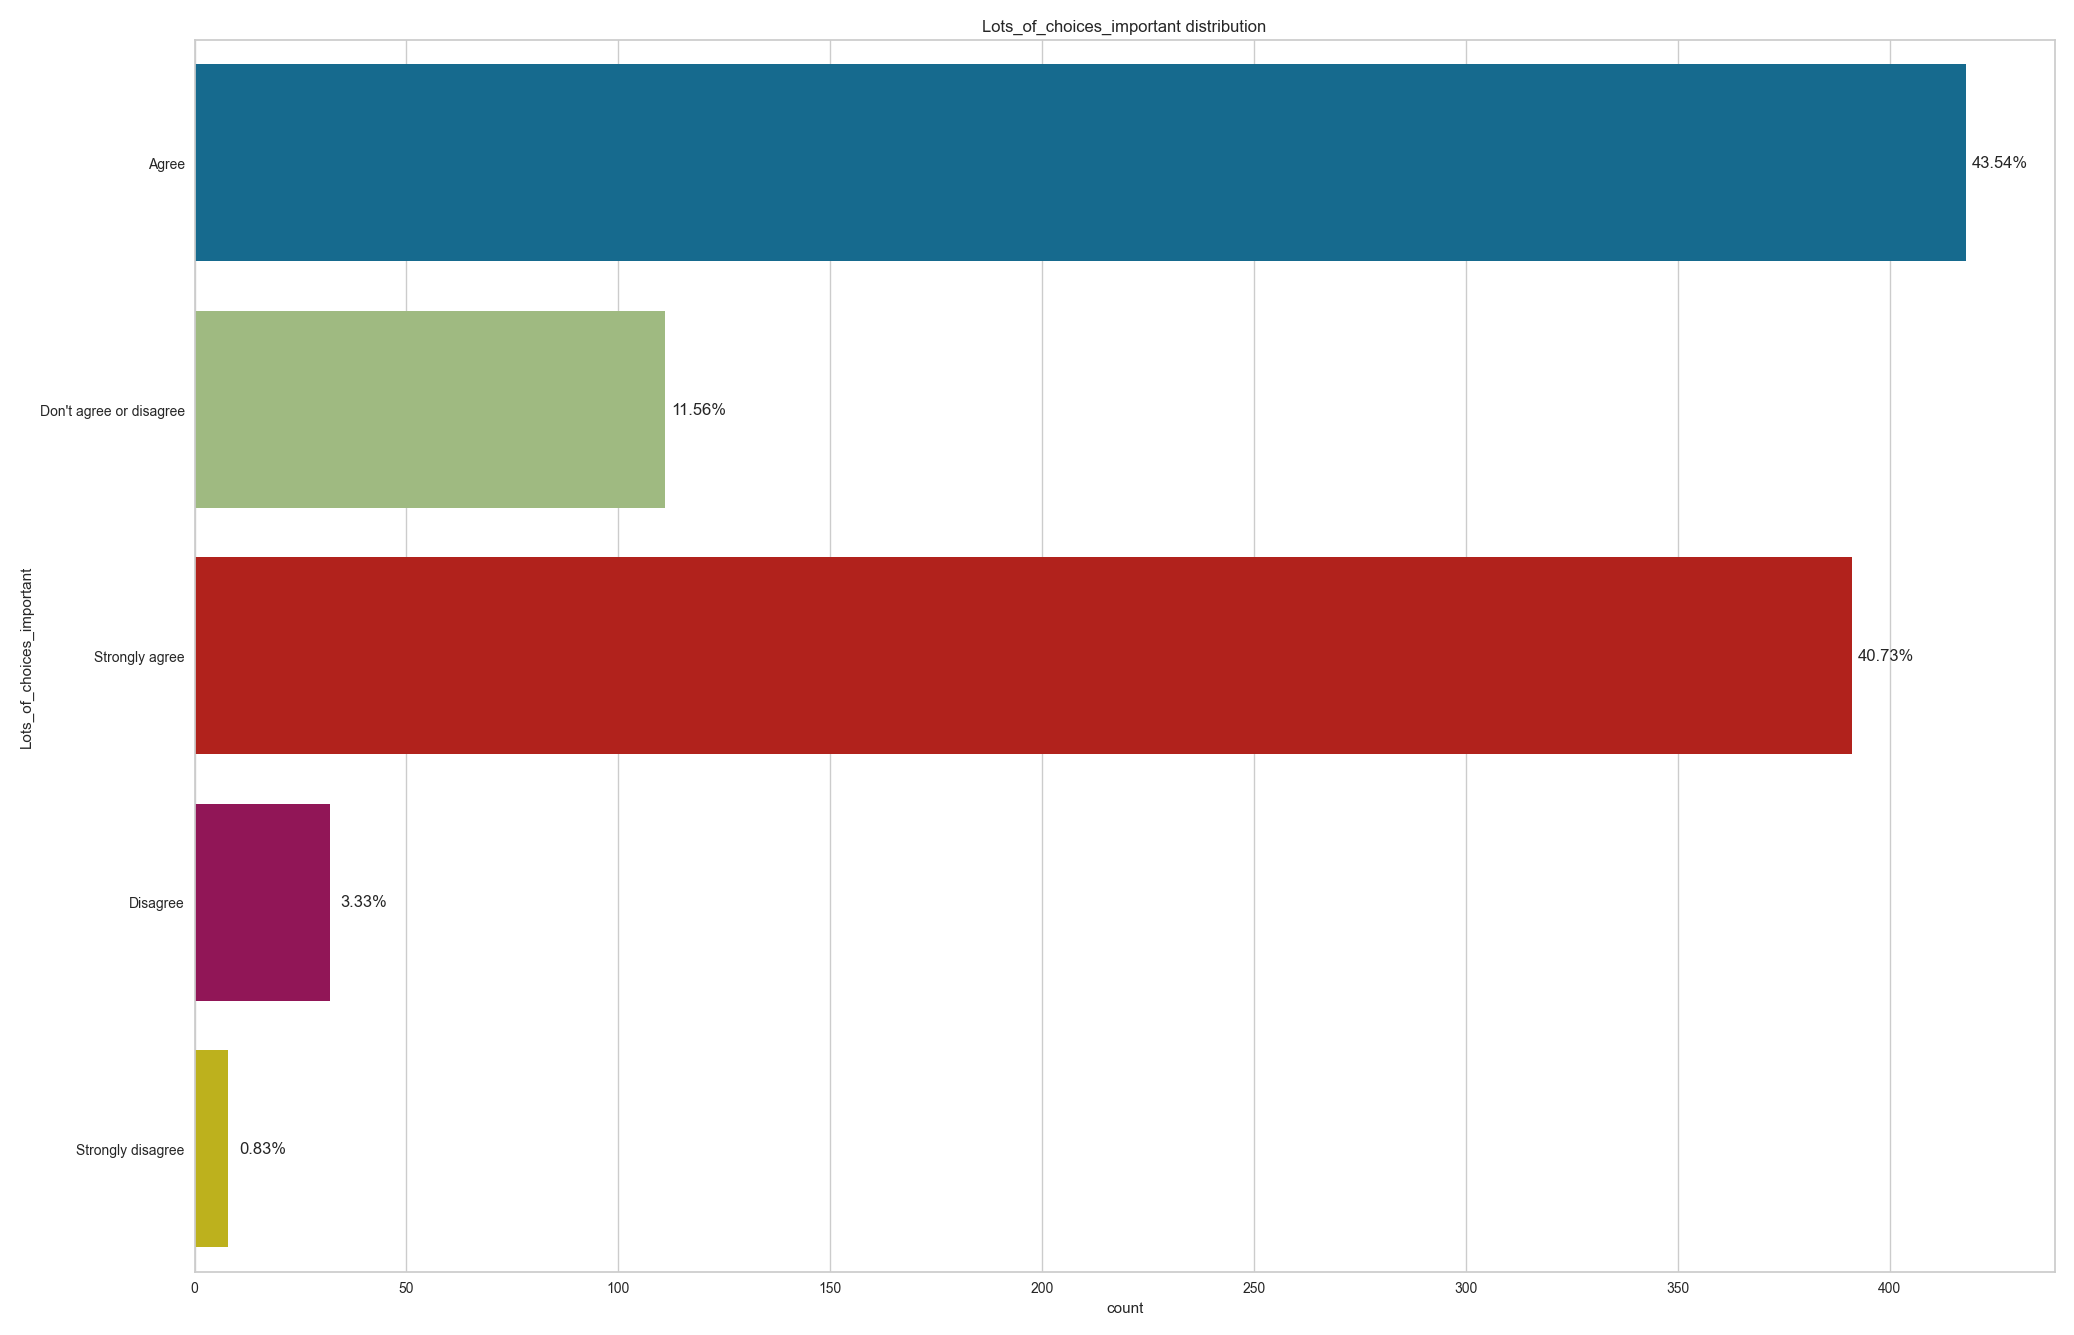 Lots_of_choices_important distribution
Agree
43.54%
Don't agree or disagree
11.56%
Lots_of_choices_important
Strongly agree
40.73%
Disagree
3.33%
Strongly disagree
0.83%
0 50 100 150 200 250 300 350 400
count